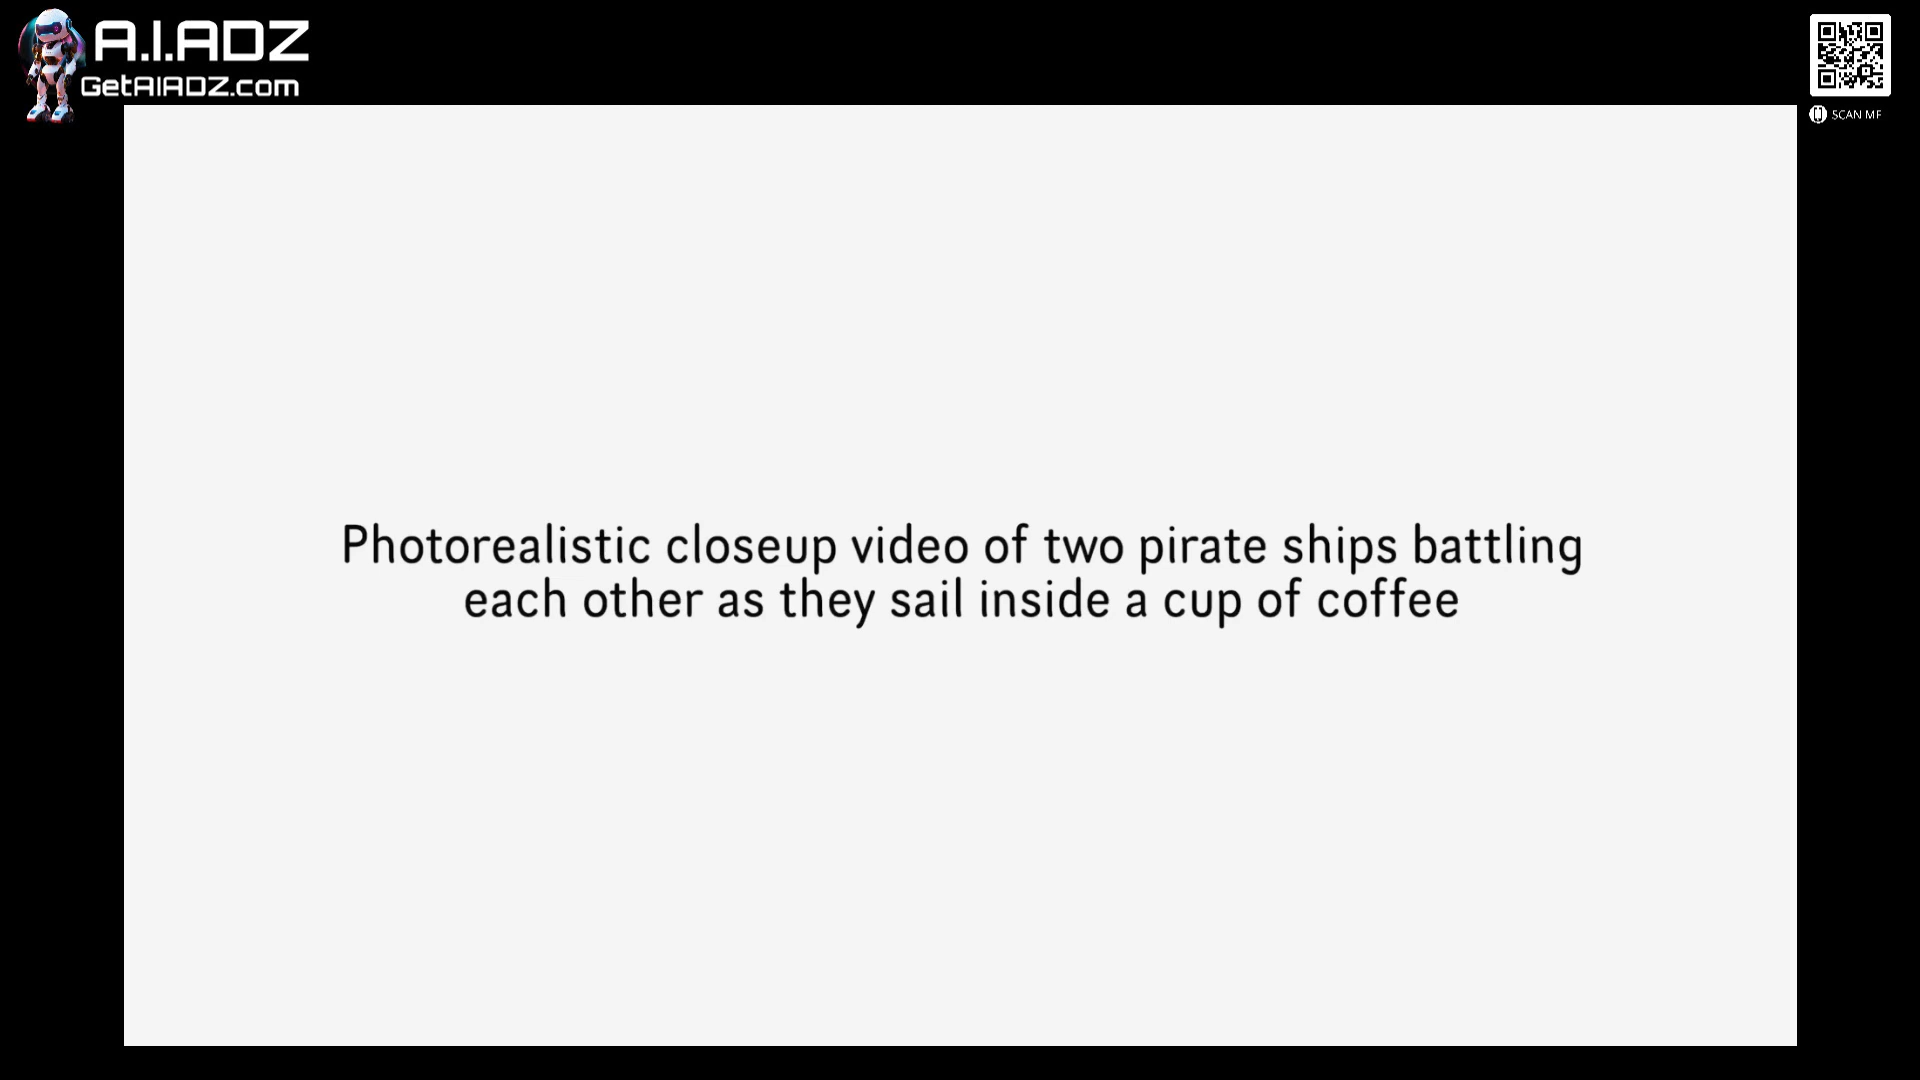 A.I.ADZ
GetAIADZ.com
SCAN ME
Photorealistic closeup video of two pirate ships battling
each other as they sail inside a cup of coffee